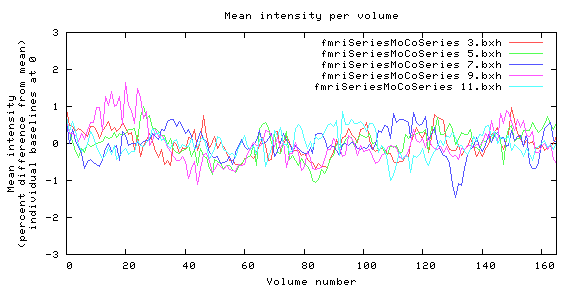 Mean intensity per volume
fmriSeriesMoCoSeries 3.bxh
fmriSeriesMoCoSeries 5.bxh
fmriSeriesMoCoSeries 7.bxh
fmriSeriesMoCoSeries 9.bxh
fmriSeriesMoCoSeries 11.bxh
Mean intensity
(percent difference from mean)
individual baselines at 0
3
2
1
0
-1
-2
-3
0 20 40 60 80 100 120 140 160
Volume number